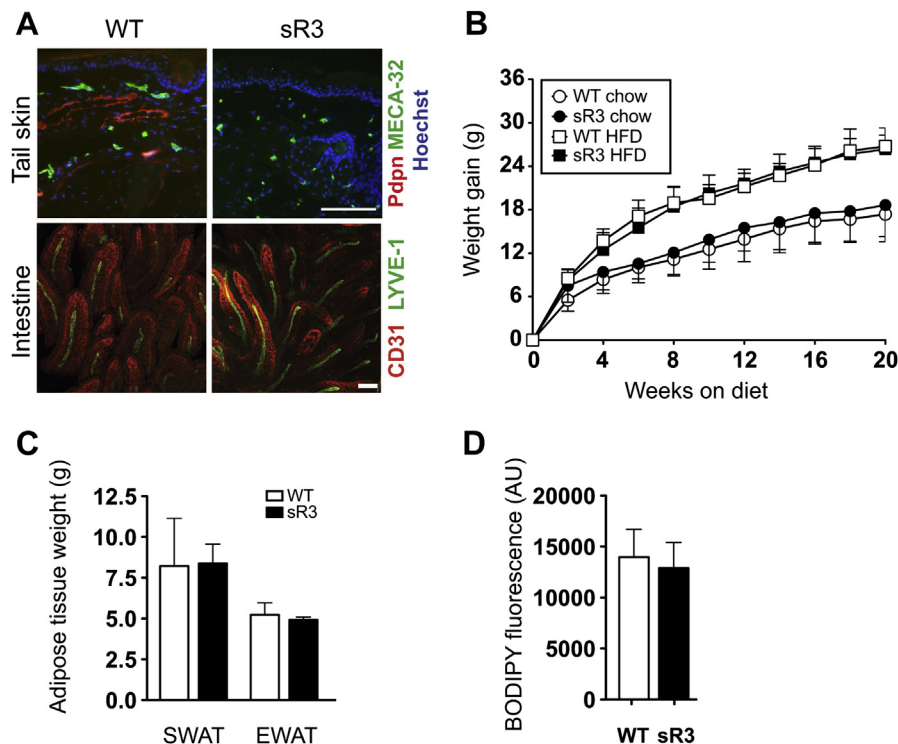 A
WT
sR3
Tail skin
Pdpn MECA-32
Hoechst
Intestine
CD31 LYVE-1
B
Weight gain (g)
36
30
24
18
12
6
0
WT chow
sR3 chow
WT HFD
sR3 HFD
0 4 8 12 16 20
Weeks on diet
C
Adipose tissue weight (g)
12.5
10.0
7.5
5.0
2.5
0.0
WT
sR3
SWAT EWAT
D
BODIPY fluorescence (AU)
20000
15000
10000
5000
0
WT sR3